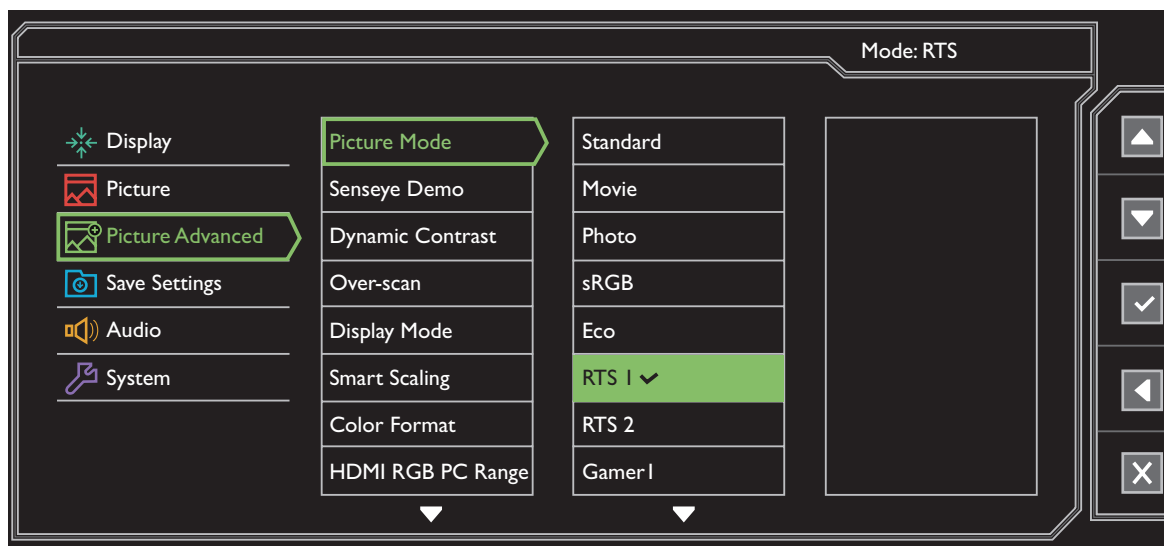 Mode: RTS
Display
Picture
Picture Advanced
Save Settings
Audio
System
Picture Mode
Senseye Demo
Dynamic Contrast
Over-scan
Display Mode
Smart Scaling
Color Format
HDMI RGB PC Range
Standard
Movie
Photo
sRGB
Eco
RTS 1
RTS 2
Gamer1